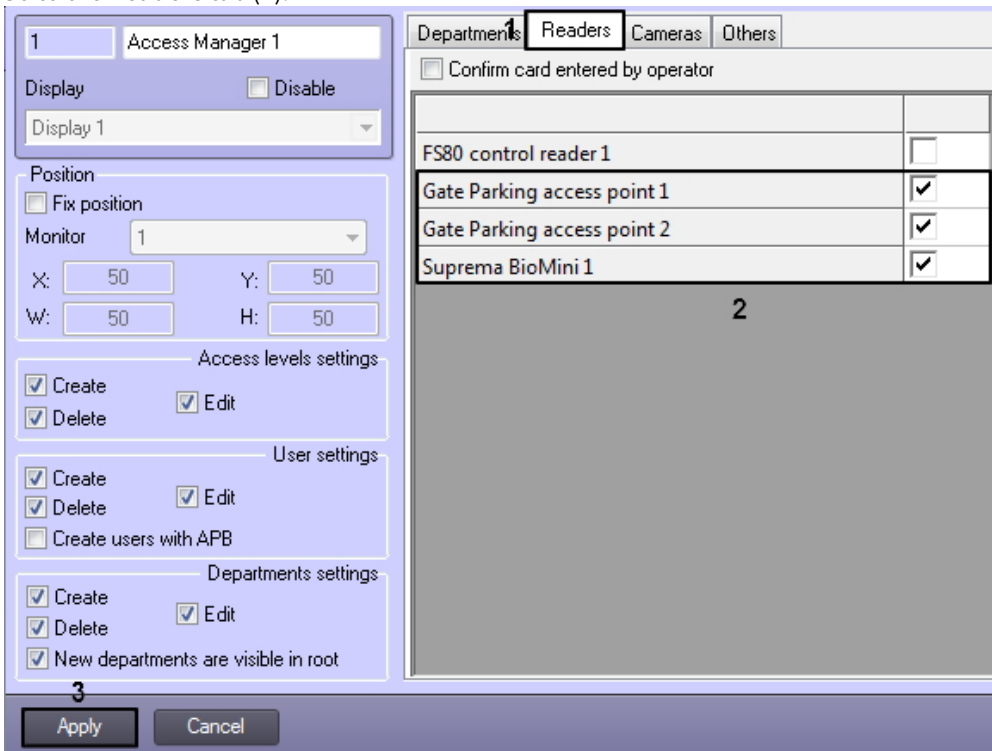 1 Access Manager 1
Display Disable
Display 1
Position
Fix position
Monitor 1
X: 50 Y: 50
W: 50 H: 50
Access levels settings
Create
Edit
Delete
User settings
Create
Edit
Delete
Create users with APB
Departments settings
Create
Edit
Delete
New departments are visible in root
3
Apply Cancel
Departments 1 Readers Cameras Others
Confirm card entered by operator
FS80 control reader 1
Gate Parking access point 1
Gate Parking access point 2
Suprema BioMini 1
2